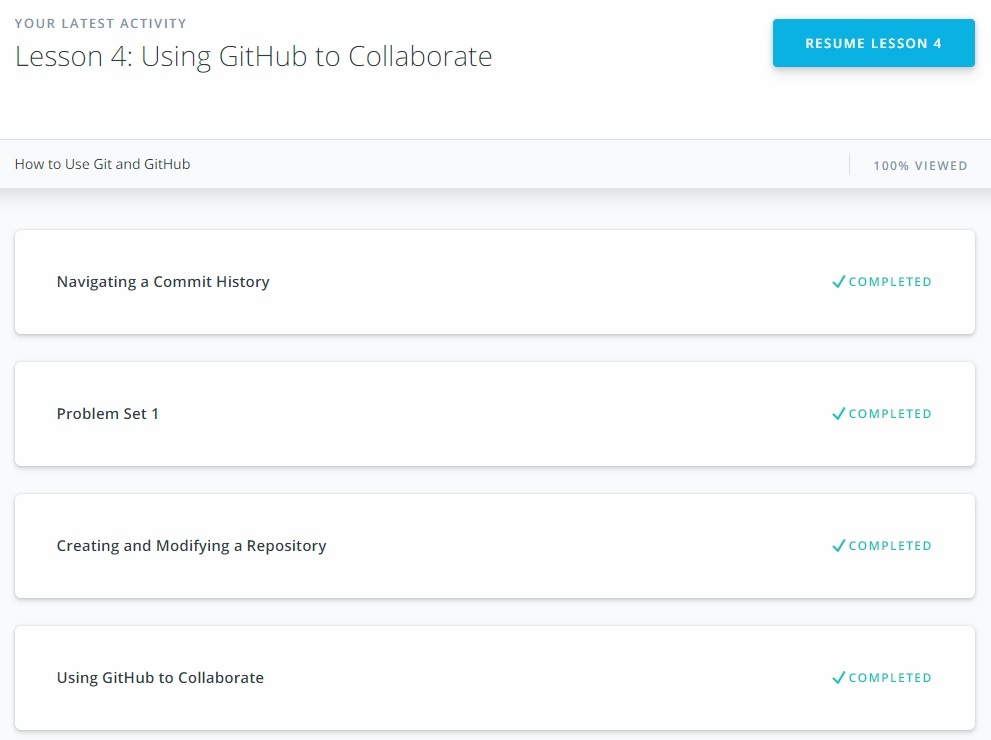 YOUR LATEST ACTIVITY
Lesson 4: Using GitHub to Collaborate
RESUME LESSON 4
How to Use Git and GitHub
100% VIEWED
Navigating a Commit History
COMPLETED
Problem Set 1
COMPLETED
Creating and Modifying a Repository
COMPLETED
Using GitHub to Collaborate
COMPLETED